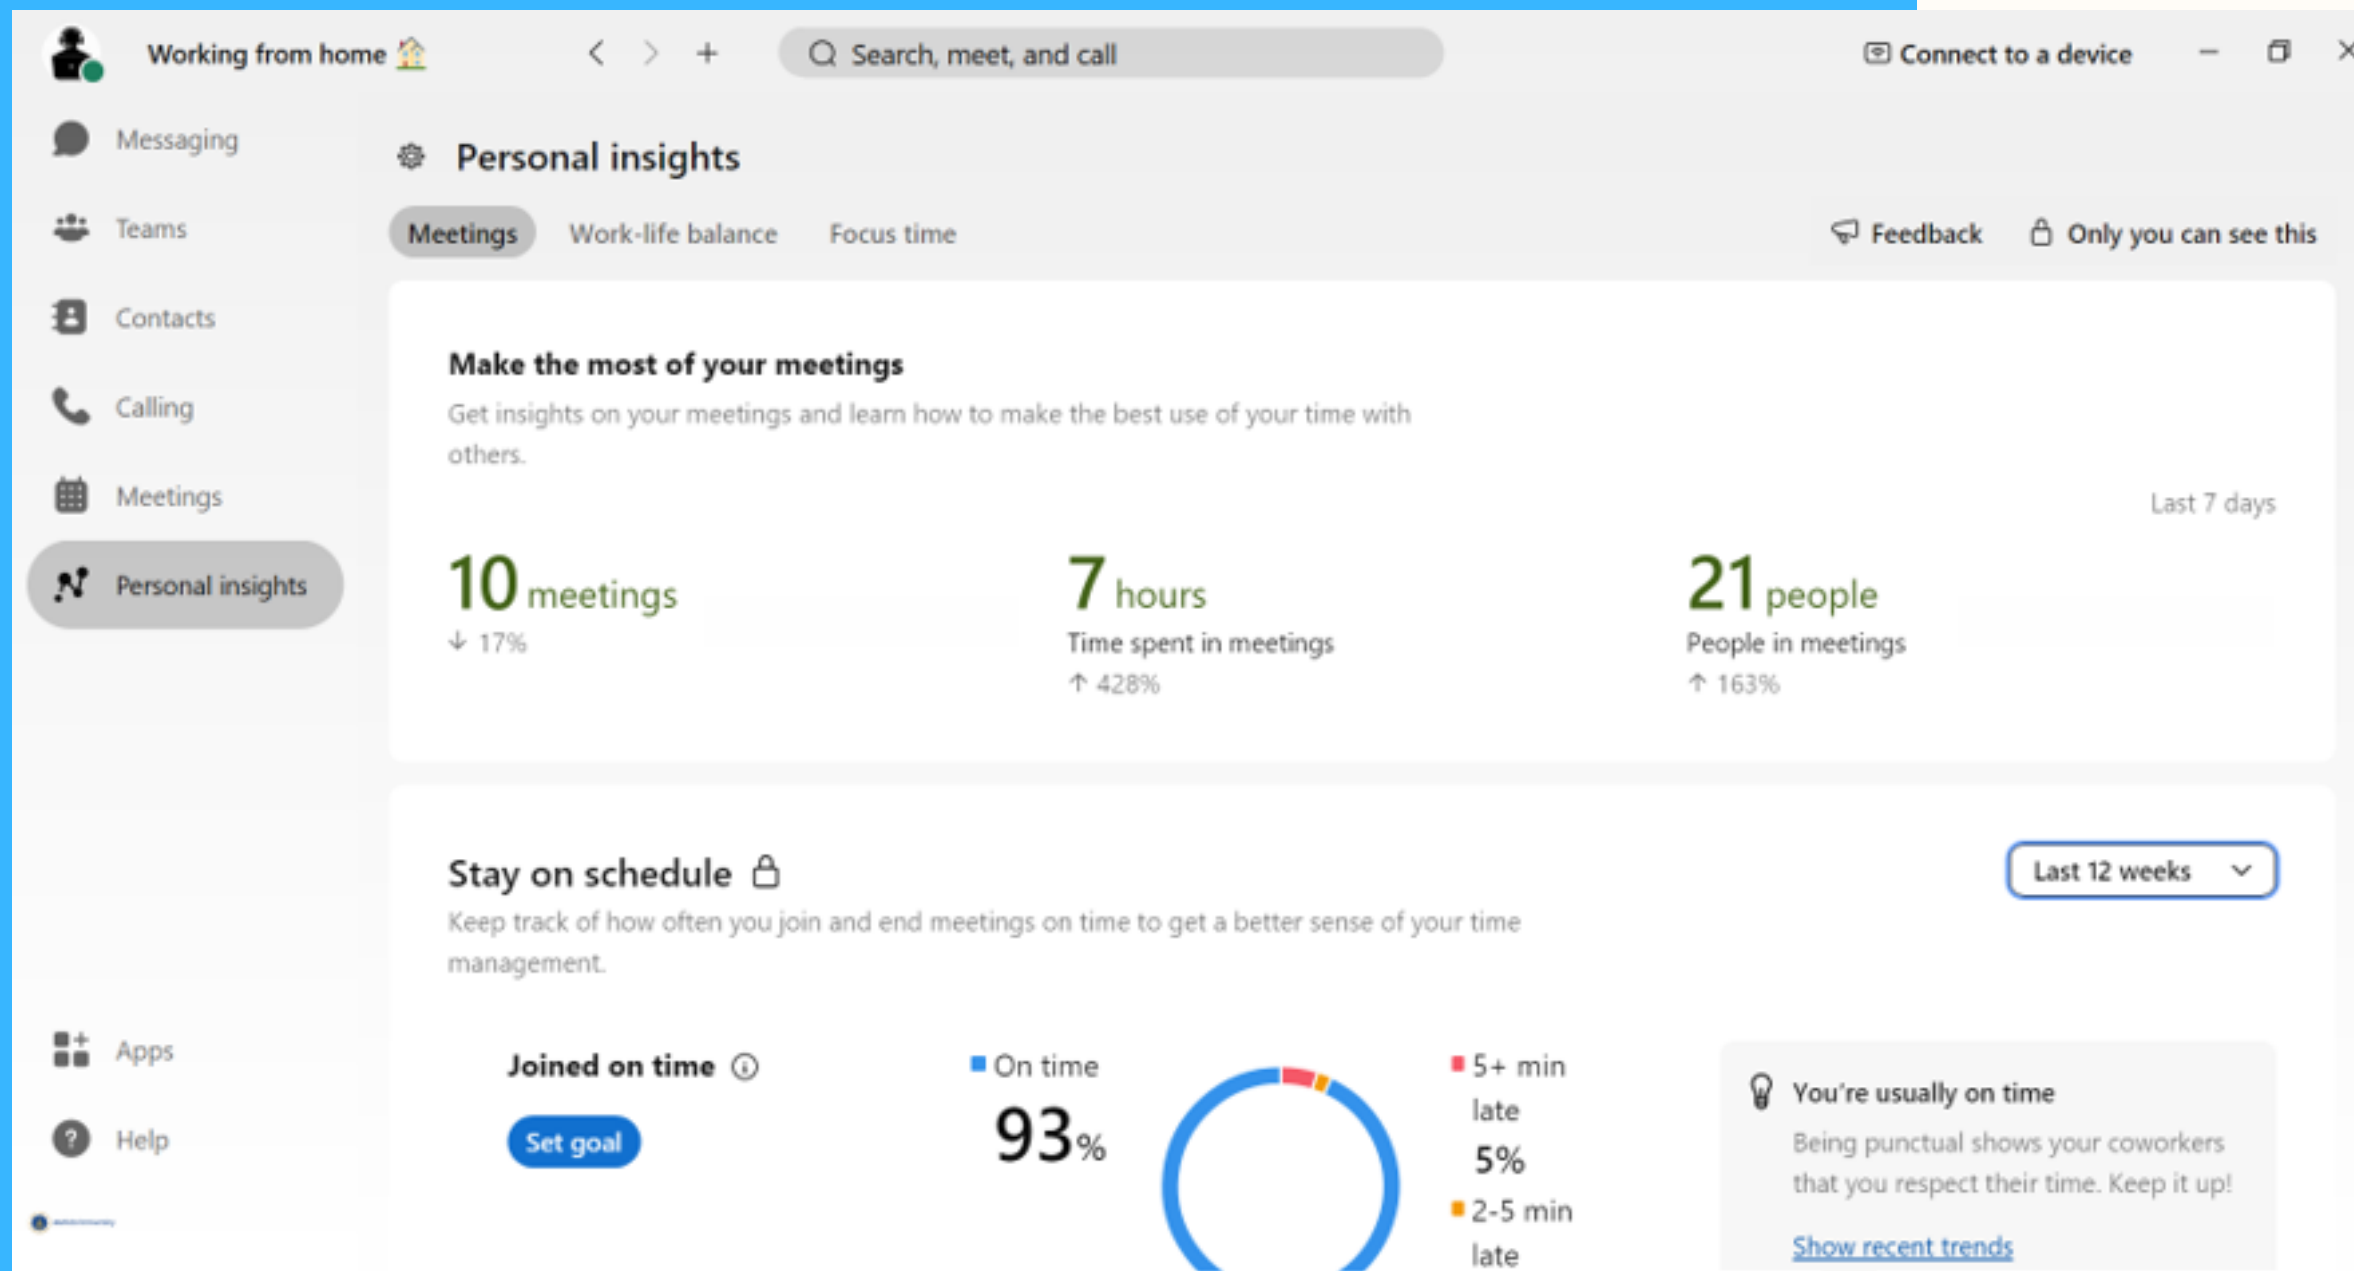 Working from home
Search, meet, and call
Connect to a device
Messaging
Teams
Contacts
Calling
Meetings
Personal insights
Apps
Help
Personal insights
Meetings
Work-life balance
Focus time
Feedback
Only you can see this
Make the most of your meetings
Get insights on your meetings and learn how to make the best use of your time with
others.
Last 7 days
10 meetings
↓ 17%
7 hours
Time spent in meetings
↑ 428%
21 people
People in meetings
↑ 163%
Stay on schedule
Last 12 weeks
Keep track of how often you join and end meetings on time to get a better sense of your time
management.
Joined on time
Set goal
On time
93%
5+ min
late
5%
2-5 min
late
You're usually on time
Being punctual shows your coworkers
that you respect their time. Keep it up!
Show recent trends